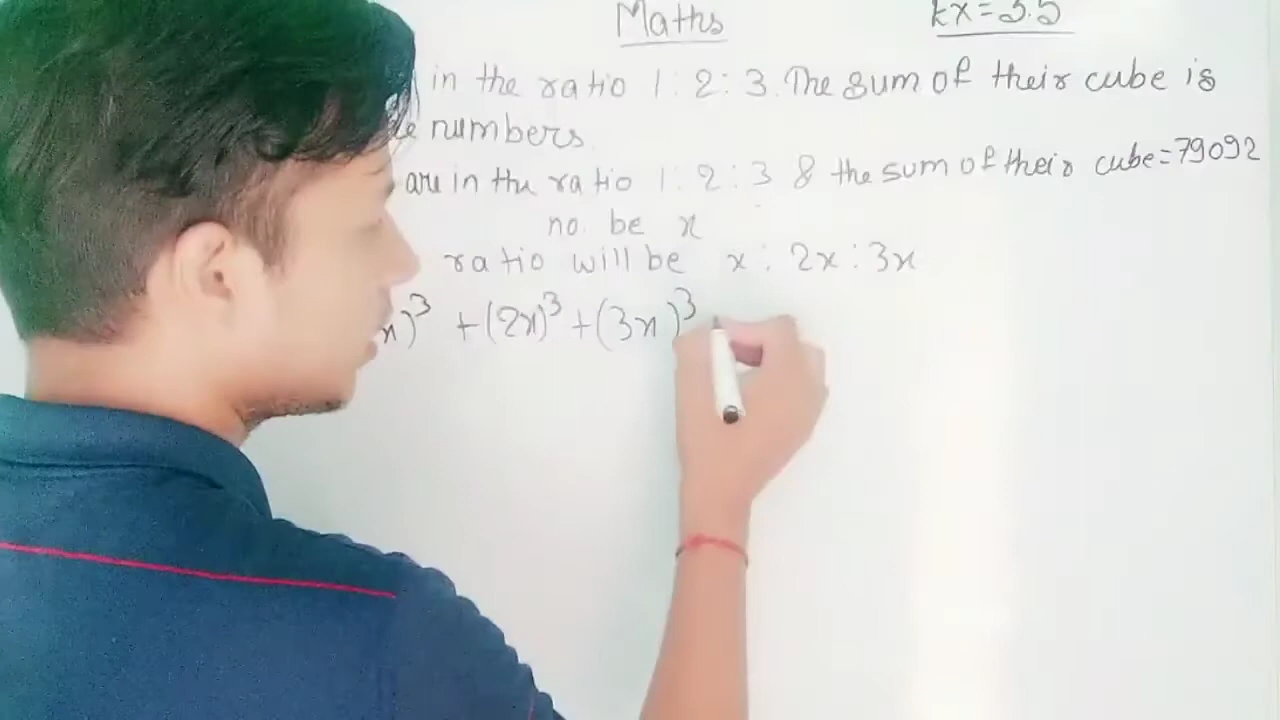 Maths
Ex = 3.5
in the ratio 1 : 2 : 3. The sum of their cube is
numbers.
are in the ratio 1 : 2 : 3 & the sum of their cube = 79092
no. be x
ratio will be x : 2x : 3x
x)³ + (2x)³ + (3x)³